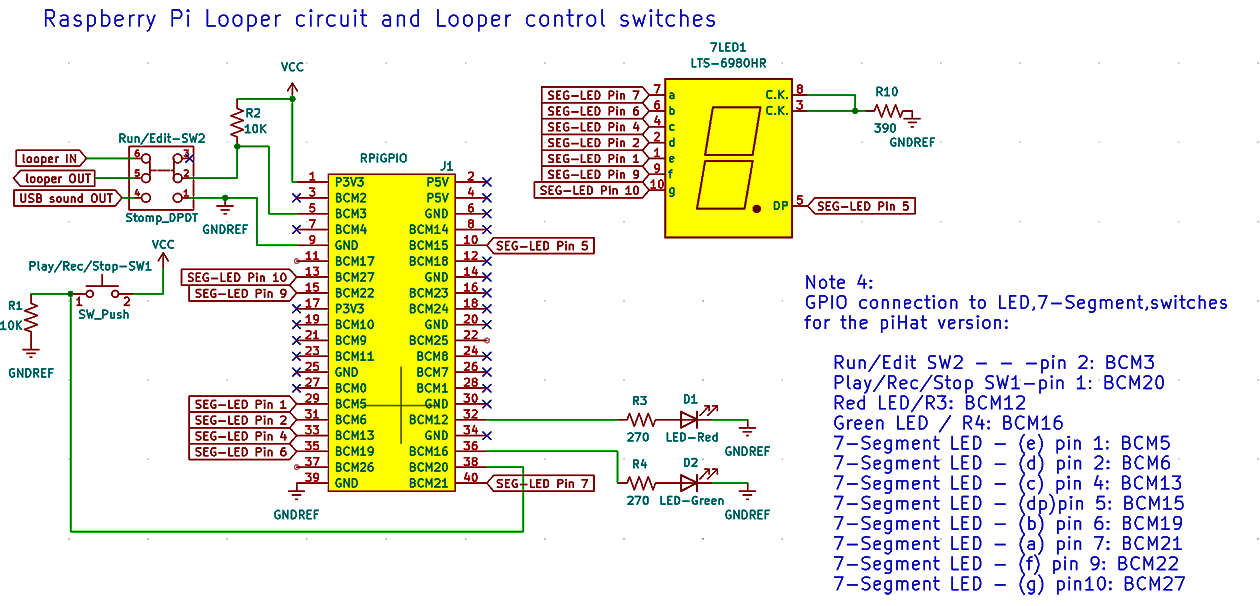 Raspberry Pi Looper circuit and Looper control switches
VCC
R2
10K
Run/Edit-SW2
looper IN
looper OUT
USB sound OUT
6
5
4
3
2
1
Stomp_DPDT
GNDREF
VCC
Play/Rec/Stop-SW1
1
2
SW_Push
R1
10K
GNDREF
RPiGPIO
J1
1 P3V3 P5V 2
3 BCM2 P5V 4
5 BCM3 GND 6
7 BCM4 BCM14 8
9 GND BCM15 10 SEG-LED Pin 5
11 BCM17 BCM18 12
SEG-LED Pin 10 13 BCM27 GND 14
SEG-LED Pin 9 15 BCM22 BCM23 16
17 P3V3 BCM24 18
19 BCM10 GND 20
21 BCM9 BCM25 22
23 BCM11 BCM8 24
25 GND BCM7 26
27 BCM0 BCM1 28
SEG-LED Pin 1 29 BCM5 GND 30
SEG-LED Pin 2 31 BCM6 BCM12 32
SEG-LED Pin 4 33 BCM13 GND 34
SEG-LED Pin 6 35 BCM19 BCM16 36
37 BCM26 BCM20 38
39 GND BCM21 40 SEG-LED Pin 7
GNDREF
R3
270
D1
LED-Red
GNDREF
R4
270
D2
LED-Green
GNDREF
7LED1
LTS-6980HR
SEG-LED Pin 7 7 a
SEG-LED Pin 6 6 b
SEG-LED Pin 4 4 c
SEG-LED Pin 2 2 d
SEG-LED Pin 1 1 e
SEG-LED Pin 9 9 f
SEG-LED Pin 10 10 g
C.K. 8
C.K. 3
DP 5 SEG-LED Pin 5
R10
390
GNDREF
Note 4:
GPIO connection to LED,7-Segment,switches
for the piHat version:
Run/Edit SW2 - - -pin 2: BCM3
Play/Rec/Stop SW1-pin 1: BCM20
Red LED/R3: BCM12
Green LED / R4: BCM16
7-Segment LED - (e) pin 1: BCM5
7-Segment LED - (d) pin 2: BCM6
7-Segment LED - (c) pin 4: BCM13
7-Segment LED - (dp)pin 5: BCM15
7-Segment LED - (b) pin 6: BCM19
7-Segment LED - (a) pin 7: BCM21
7-Segment LED - (f) pin 9: BCM22
7-Segment LED - (g) pin10: BCM27